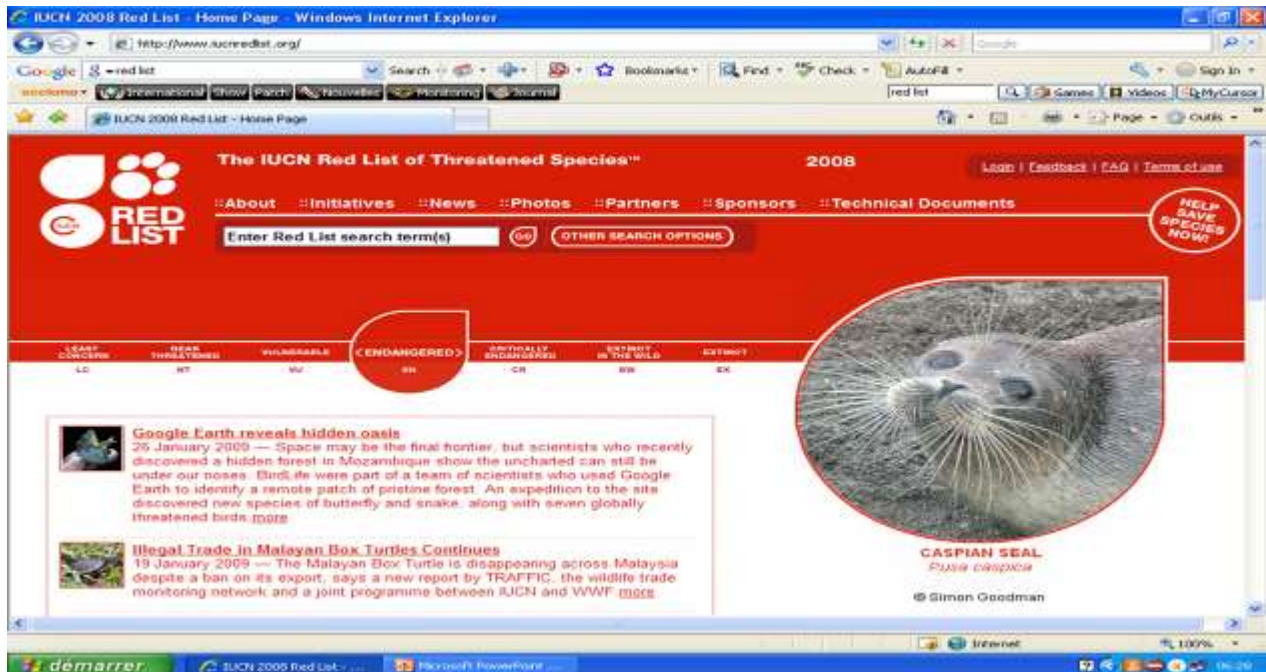 IUCN 2008 Red List - Home Page - Windows Internet Explorer
http://www.iucnredlist.org/
Google
Google red list Search Bookmarks Find Check AutoFill Sign In
International Show Patch Nouvelles Monitoring Journal red list Games Videos MyCursor
IUCN 2008 Red List - Home Page Page Outils
The IUCN Red List of Threatened Species™ 2008
Login | Feedback | FAQ | Terms of use
::About ::Initiatives ::News ::Photos ::Partners ::Sponsors ::Technical Documents
RED
LIST
Enter Red List search term(s) GO OTHER SEARCH OPTIONS
HELP
SAVE
SPECIES
NOW!
LEAST CONCERN NEAR THREATENED VULNERABLE <ENDANGERED> CRITICALLY ENDANGERED EXTINCT IN THE WILD EXTINCT
LC NT VU EN CR EW EX
Google Earth reveals hidden oasis
26 January 2009 — Space may be the final frontier, but scientists who recently
discovered a hidden forest in Mozambique show the uncharted can still be
under our noses. BirdLife were part of a team of scientists who used Google
Earth to identify a remote patch of pristine forest. An expedition to the site
discovered new species of butterfly and snake, along with seven globally
threatened birds more
Illegal Trade in Malayan Box Turtles Continues
19 January 2009 — The Malayan Box Turtle is disappearing across Malaysia
despite a ban on its export, says a new report by TRAFFIC, the wildlife trade
monitoring network and a joint programme between IUCN and WWF more
CASPIAN SEAL
Pusa caspica
© Simon Goodman
Internet 100%
démarrer IUCN 2008 Red List - ... Microsoft PowerPoint ... 06:20